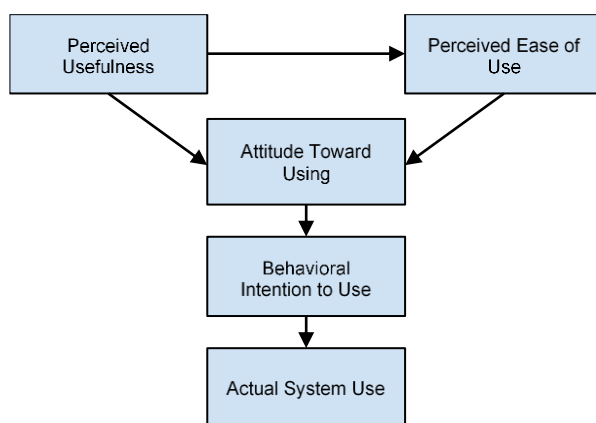 Perceived
Usefulness
Perceived Ease of
Use
Attitude Toward
Using
Behavioral
Intention to Use
Actual System Use